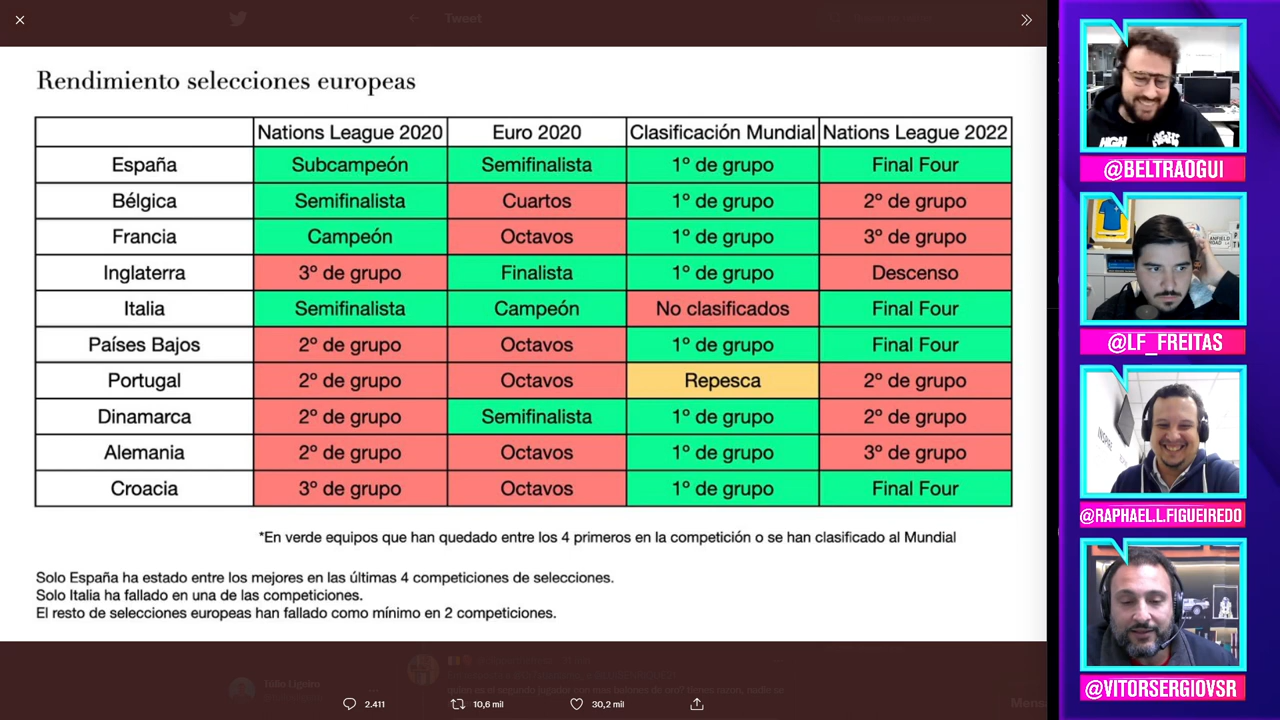 Tweet
Rendimiento selecciones europeas
Nations League 2020 Euro 2020 Clasificación Mundial Nations League 2022
España Subcampeón Semifinalista 1º de grupo Final Four
Bélgica Semifinalista Cuartos 1º de grupo 2º de grupo
Francia Campeón Octavos 1º de grupo 3º de grupo
Inglaterra 3º de grupo Finalista 1º de grupo Descenso
Italia Semifinalista Campeón No clasificados Final Four
Países Bajos 2º de grupo Octavos 1º de grupo Final Four
Portugal 2º de grupo Octavos Repesca 2º de grupo
Dinamarca 2º de grupo Semifinalista 1º de grupo 2º de grupo
Alemania 2º de grupo Octavos 1º de grupo 3º de grupo
Croacia 3º de grupo Octavos 1º de grupo Final Four
*En verde equipos que han quedado entre los 4 primeros en la competición o se han clasificado al Mundial
Solo España ha estado entre los mejores en las últimas 4 competiciones de selecciones.
Solo Italia ha fallado en una de las competiciones.
El resto de selecciones europeas han fallado como mínimo en 2 competiciones.
Júlio Ligeiro
2.411 10,6 mil 30,2 mil
HIGH
@BELTRAOGUI
ANFIELD
ROAD
@LF_FREITAS
INSPIRE
@RAPHAEL.L.FIGUEIREDO
@VITORSERGIOVSR